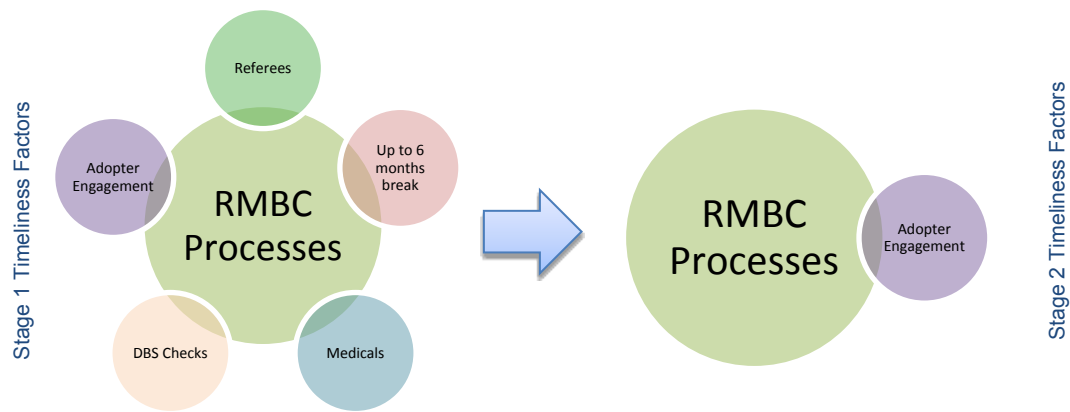 Stage 1 Timeliness Factors
Referees
Adopter
Engagement
Up to 6
months
break
RMBC
Processes
DBS Checks
Medicals
RMBC
Processes
Adopter
Engagement
Stage 2 Timeliness Factors